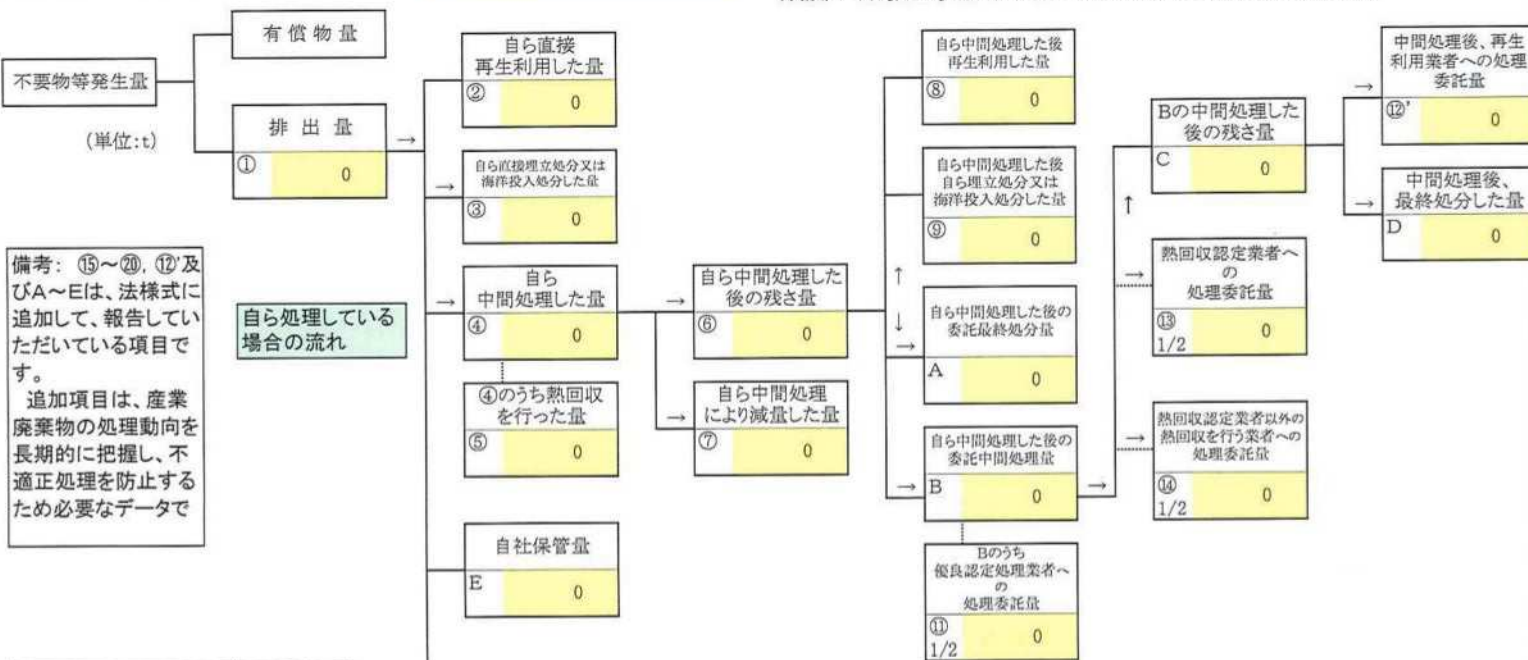 有償物量
不要物等発生量
(単位:t)
排出量
①
0
→
自ら直接
再生利用した量
②
0
→
自ら直接埋立処分又は
海洋投入処分した量
③
0
備考: ⑮~⑳, ⑫'及
びA~Eは、法様式に
追加して、報告してい
ただいている項目で
す。
追加項目は、産業
廃棄物の処理動向を
長期的に把握し、不
適正処理を防止する
ため必要なデータで
自ら処理している
場合の流れ
→
自ら
中間処理した量
④
0
④のうち熱回収
を行った量
⑤
0
自社保管量
E
0
→
自ら中間処理した
後の残さ量
⑥
0
→
自ら中間処理
により減量した量
⑦
0
自ら中間処理した後
再生利用した量
⑧
0
自ら中間処理した後
自ら埋立処分又は
海洋投入処分した量
⑨
0
↑
↓
→
自ら中間処理した後の
委託最終処分量
A
0
→
自ら中間処理した後の
委託中間処理量
B
0
→
Bのうち
優良認定処理業者へ
の
処理委託量
⑪
1/2
0
↑
Bの中間処理した
後の残さ量
C
0
→
熱回収認定業者へ
の
処理委託量
⑬
1/2
0
→
熱回収認定業者以外の
熱回収を行う業者への
処理委託量
⑭
1/2
0
→
中間処理後、再生
利用業者への処理
委託量
⑫'
0
→
中間処理後、
最終処分した量
D
0